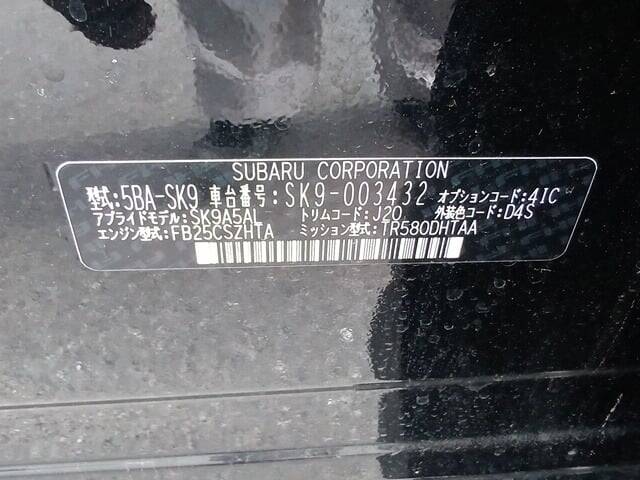 SUBARU CORPORATION
型式:5BA-SK9 車台番号:SK9-003432 オプションコード:4IC
アプライドモデル:SK9A5AL トリムコード:J20 外装色コード:D4S
エンジン型式:FB25CSZHTA ミッション型式:TR580DHTAA